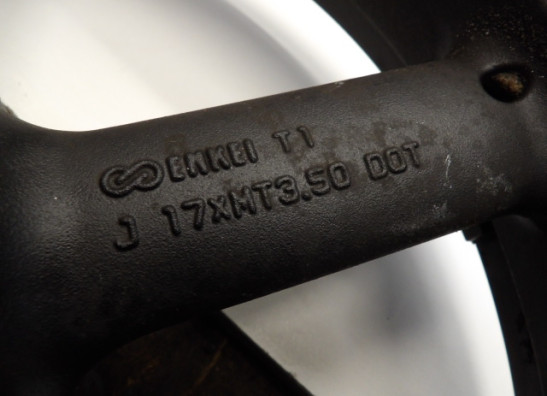 ENKEI T1
J 17XMT3.50 DOT